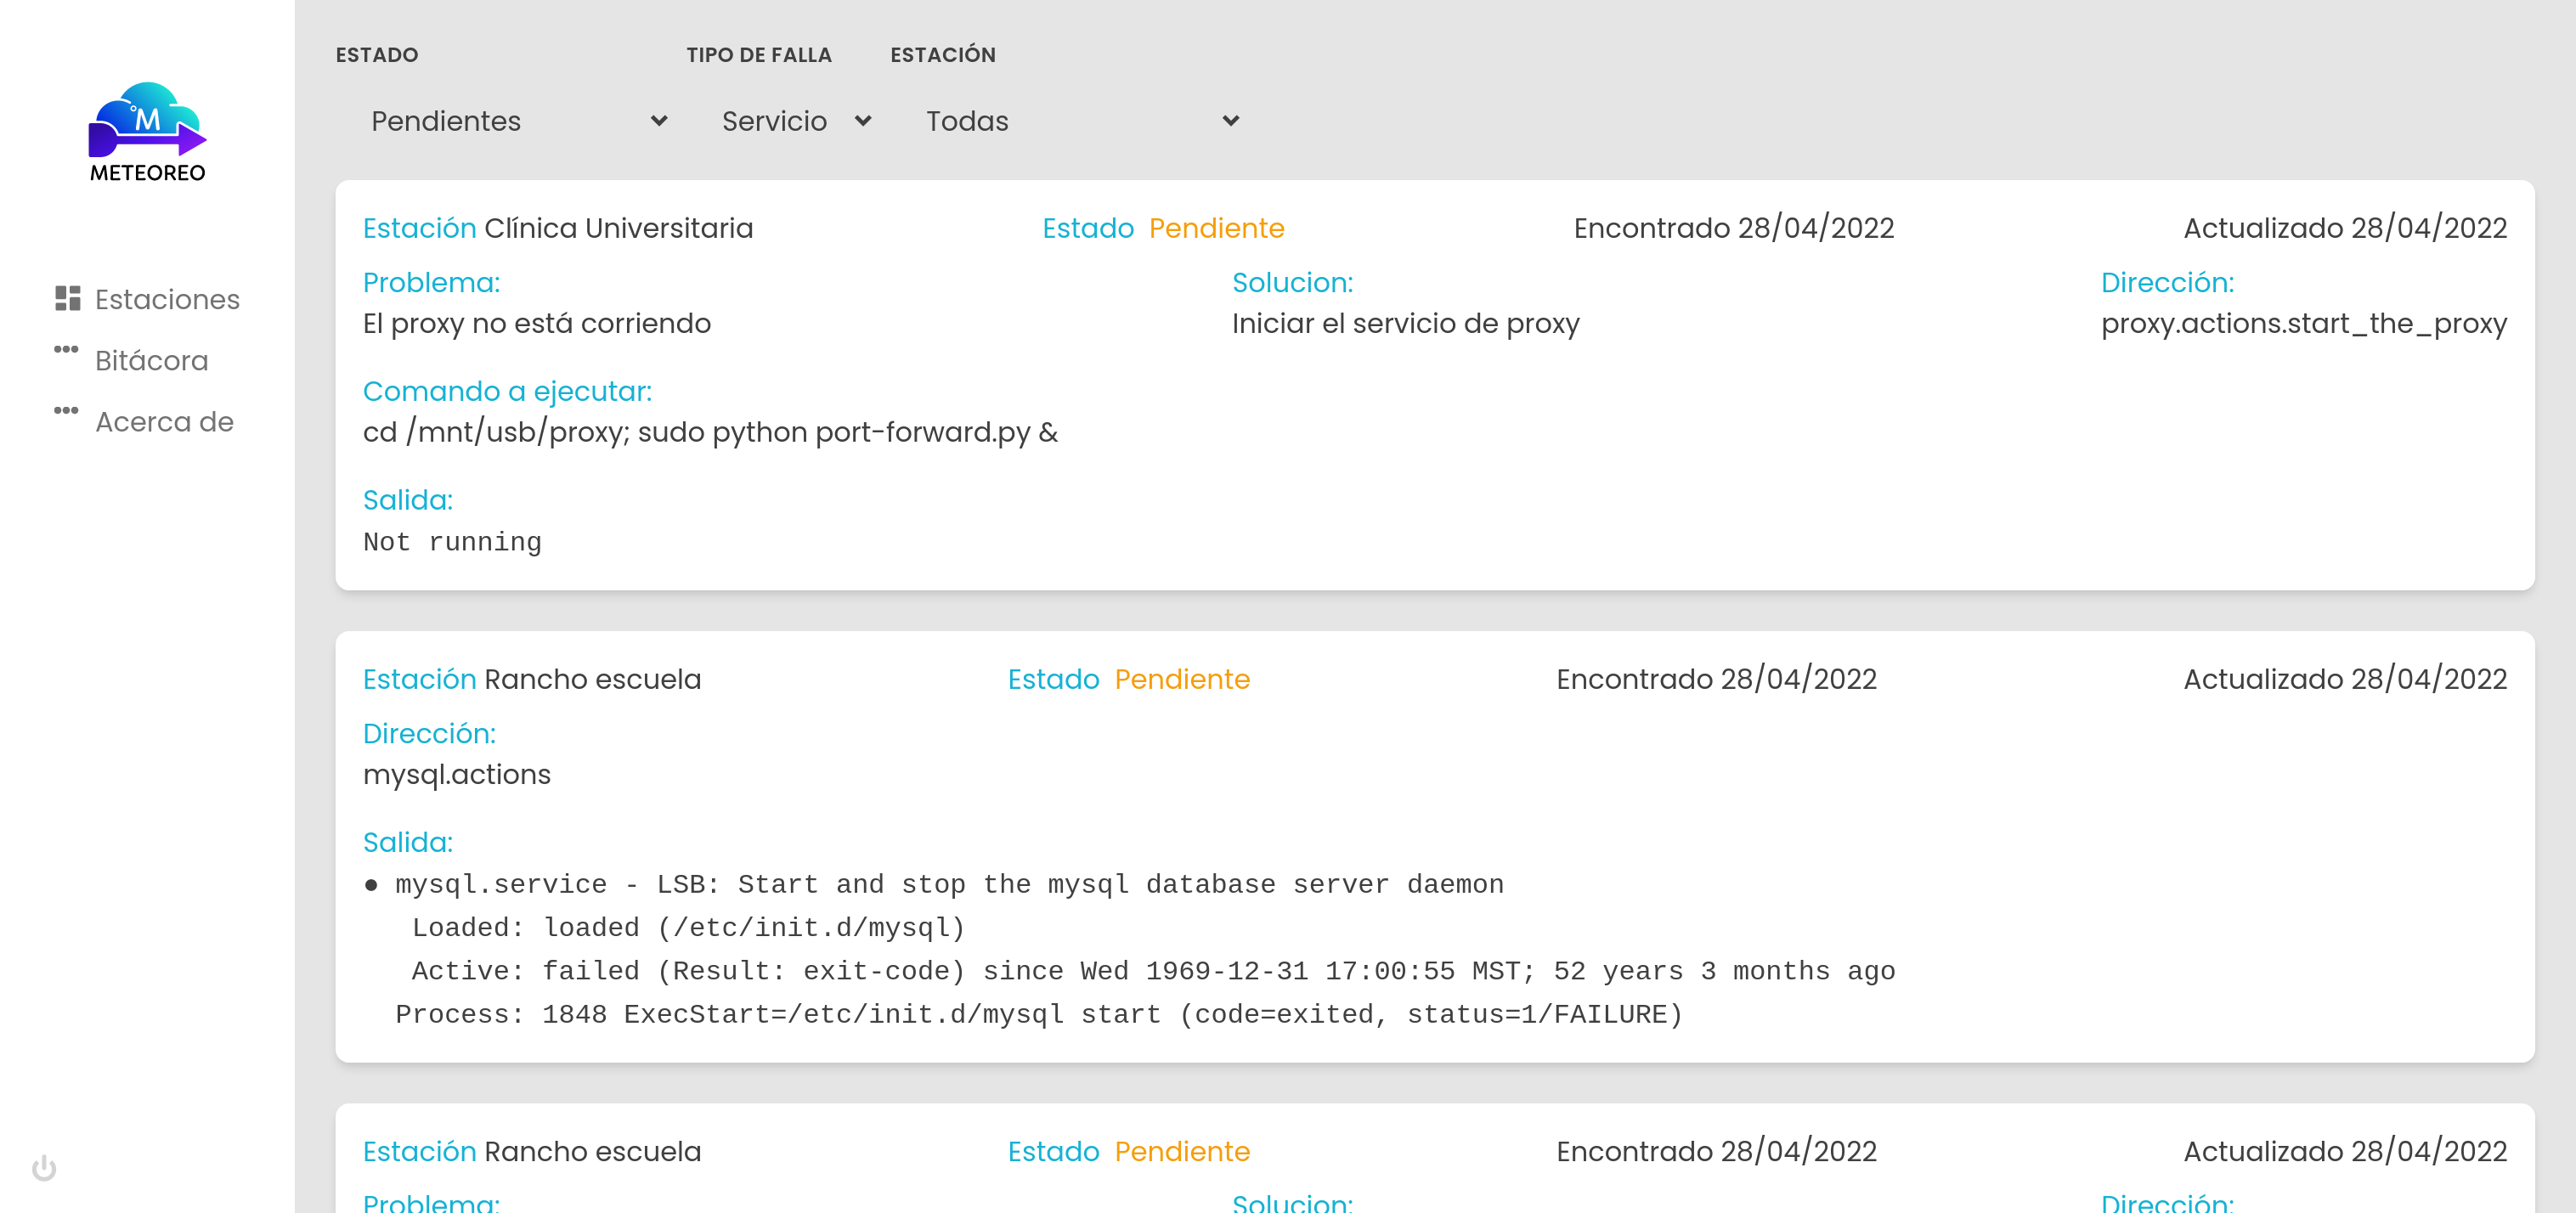 °M
METEOREO
Estaciones
Bitácora
Acerca de
ESTADO TIPO DE FALLA ESTACIÓN
Pendientes Servicio Todas
Estación Clínica Universitaria Estado Pendiente Encontrado 28/04/2022 Actualizado 28/04/2022
Problema: Solucion: Dirección:
El proxy no está corriendo Iniciar el servicio de proxy proxy.actions.start_the_proxy
Comando a ejecutar:
cd /mnt/usb/proxy; sudo python port-forward.py &
Salida:
Not running
Estación Rancho escuela Estado Pendiente Encontrado 28/04/2022 Actualizado 28/04/2022
Dirección:
mysql.actions
Salida:
● mysql.service - LSB: Start and stop the mysql database server daemon
Loaded: loaded (/etc/init.d/mysql)
Active: failed (Result: exit-code) since Wed 1969-12-31 17:00:55 MST; 52 years 3 months ago
Process: 1848 ExecStart=/etc/init.d/mysql start (code=exited, status=1/FAILURE)
Estación Rancho escuela Estado Pendiente Encontrado 28/04/2022 Actualizado 28/04/2022
Problema: Solucion: Dirección: